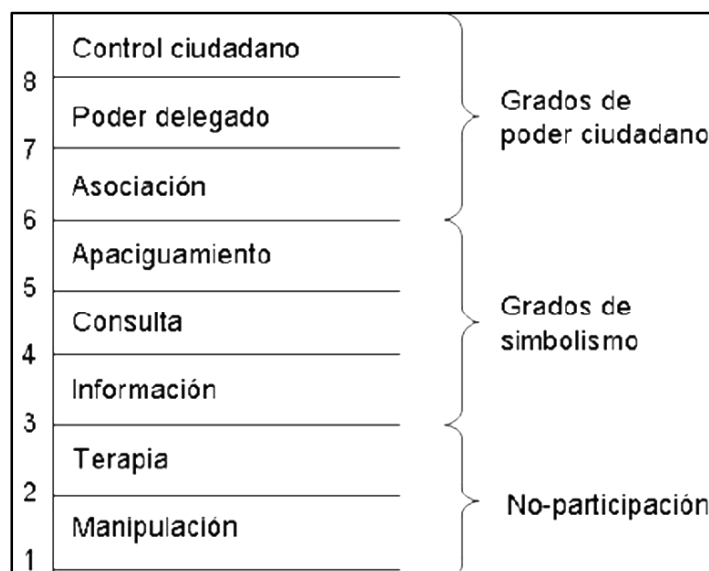 Control ciudadano
8
Poder delegado
7
Asociación
6
Apaciguamiento
5
Consulta
4
Información
3
Terapia
2
Manipulación
1
Grados de
poder ciudadano
Grados de
simbolismo
No-participación